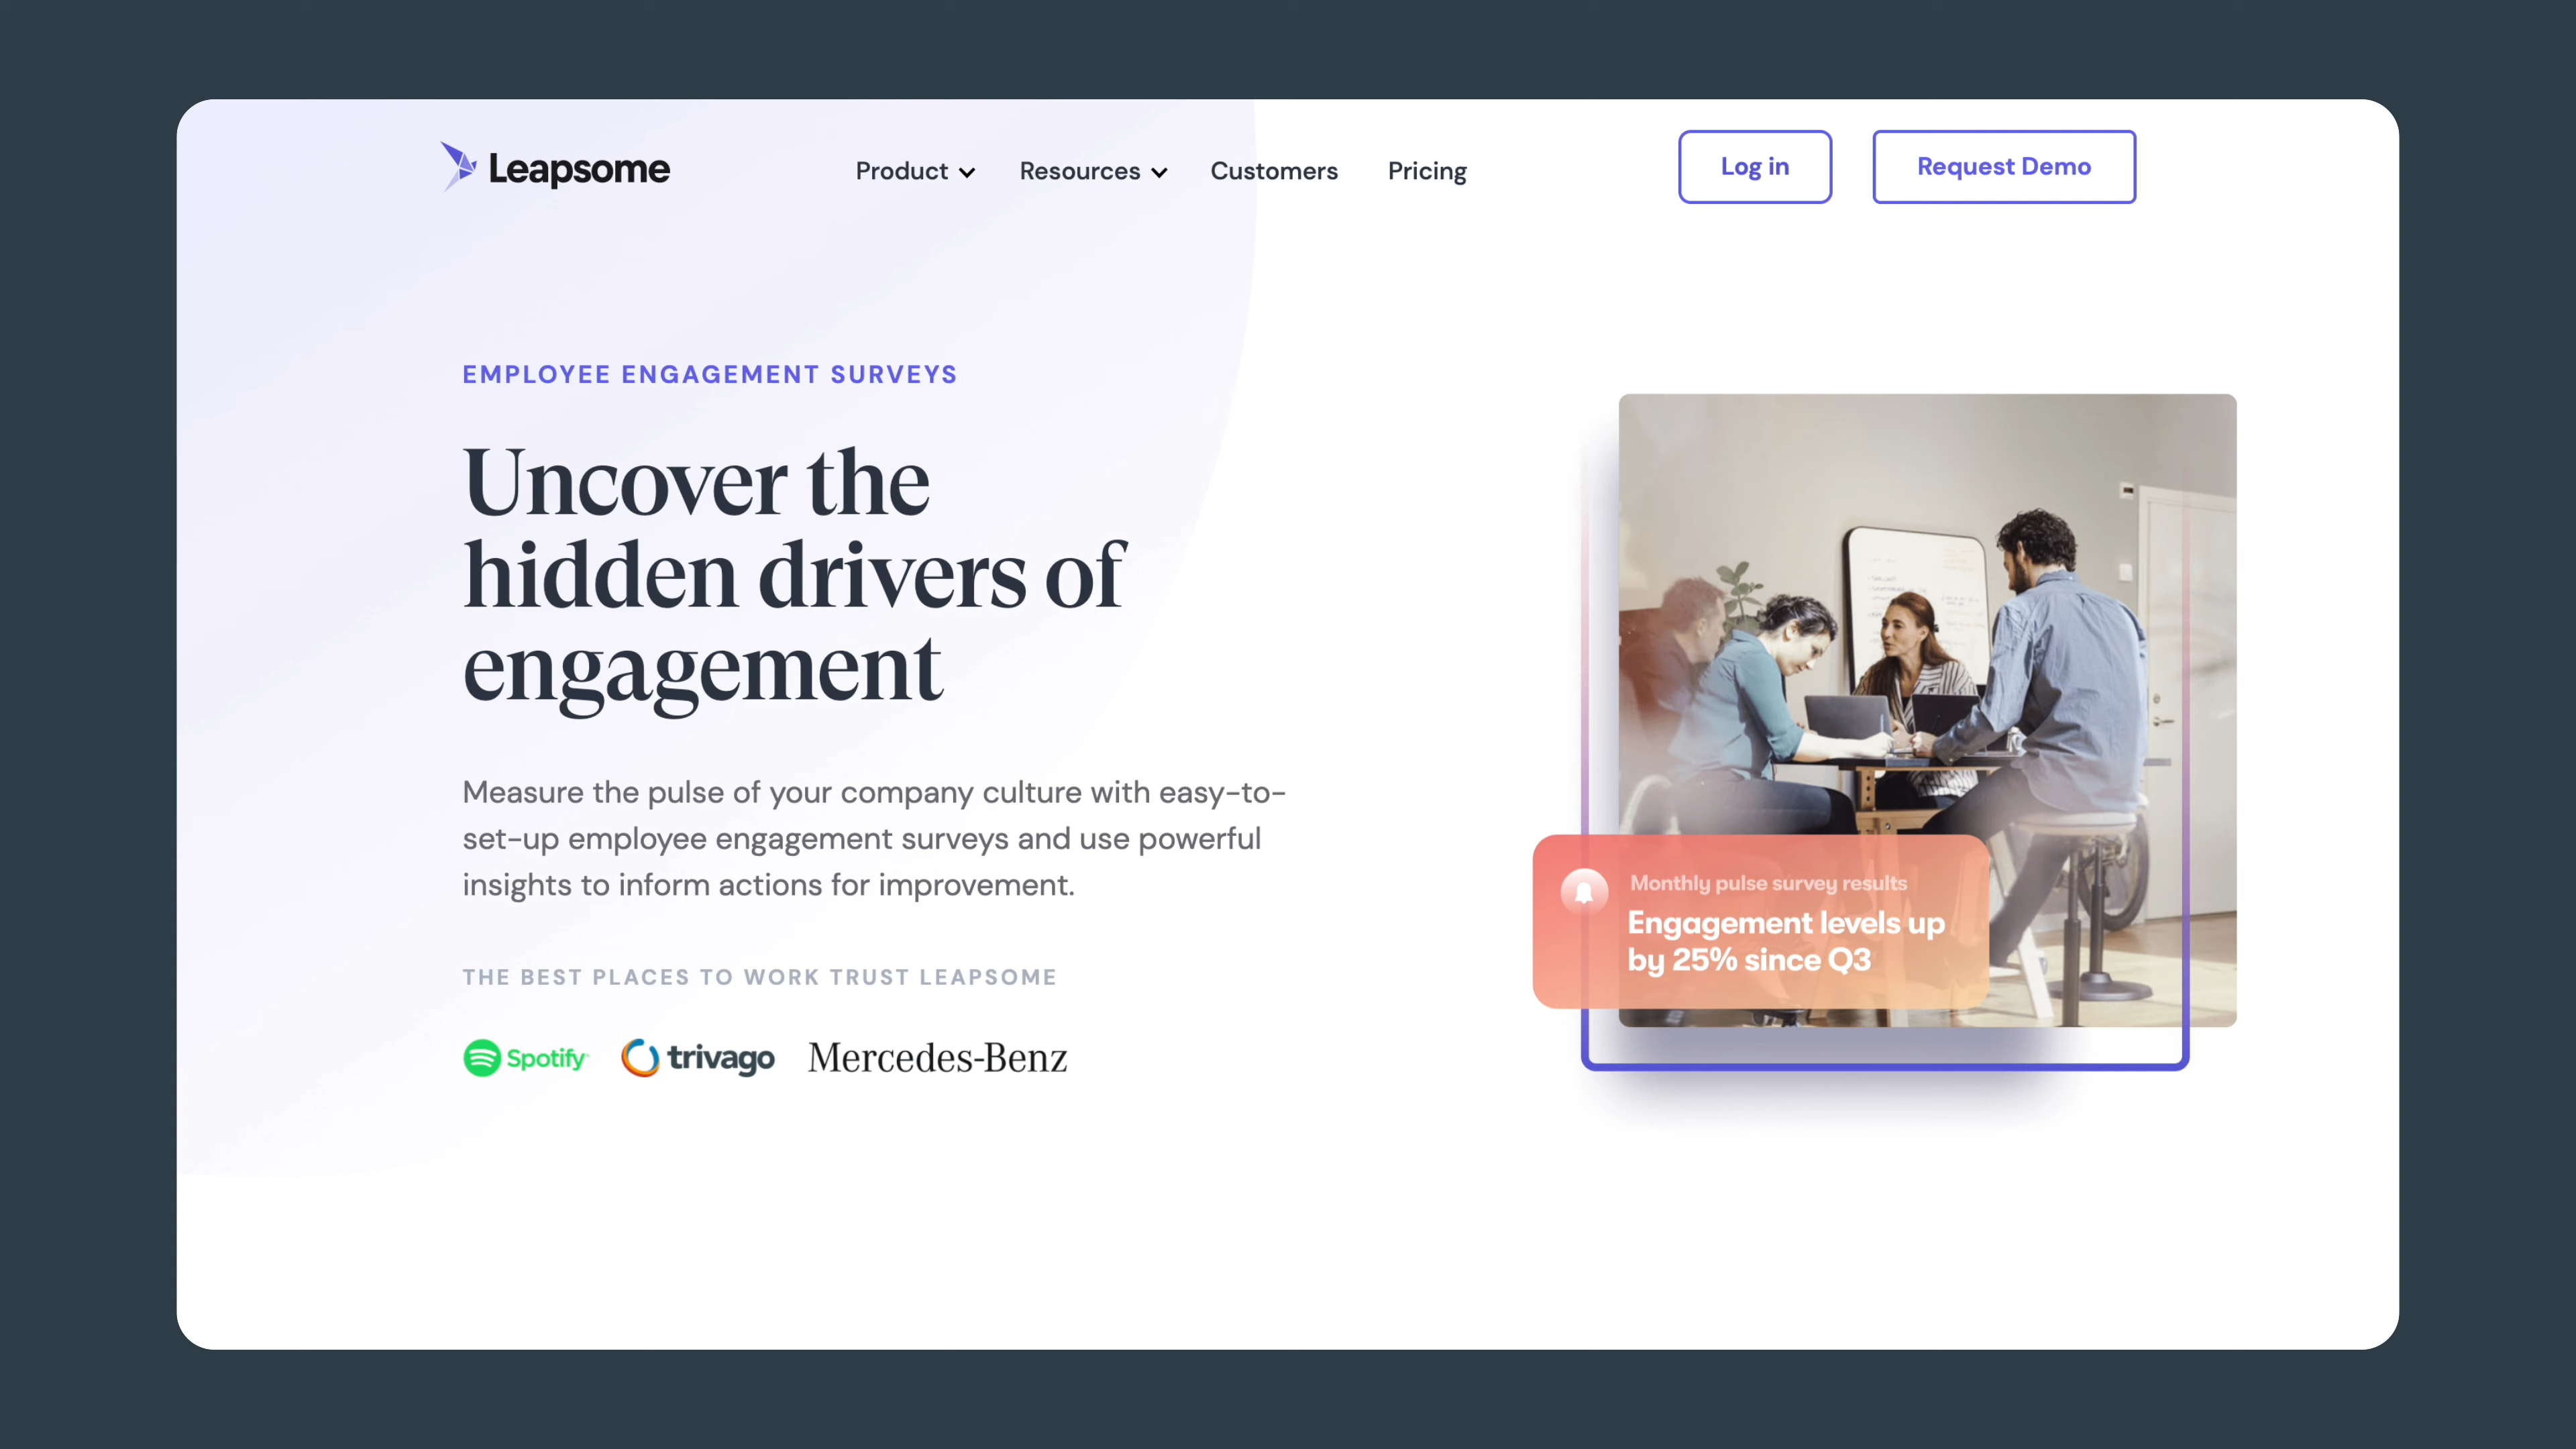 Leapsome
Product
Resources
Customers
Pricing
Log in
Request Demo
EMPLOYEE ENGAGEMENT SURVEYS
Uncover the
hidden drivers of
engagement
Measure the pulse of your company culture with easy-to-
set-up employee engagement surveys and use powerful
insights to inform actions for improvement.
THE BEST PLACES TO WORK TRUST LEAPSOME
Spotify
trivago
Mercedes-Benz
Monthly pulse survey results
Engagement levels up
by 25% since Q3